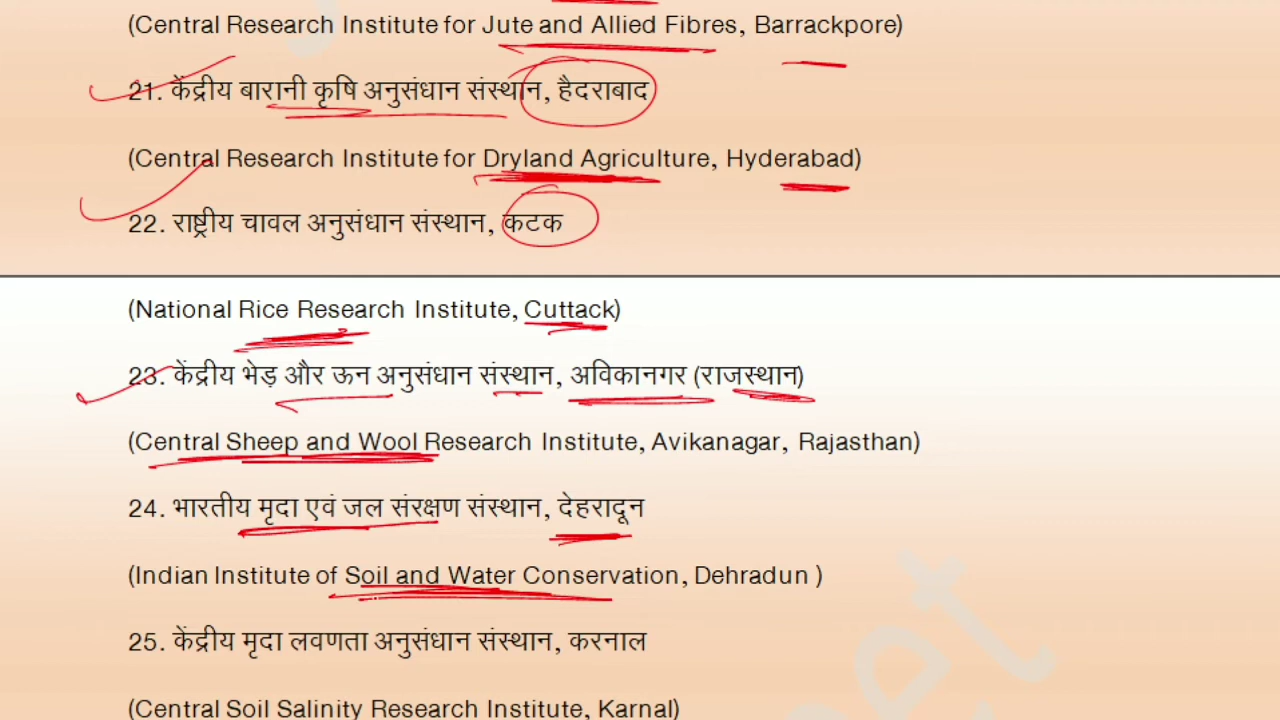 (Central Research Institute for Jute and Allied Fibres, Barrackpore)
21. केंद्रीय बारानी कृषि अनुसंधान संस्थान, हैदराबाद
(Central Research Institute for Dryland Agriculture, Hyderabad)
22. राष्ट्रीय चावल अनुसंधान संस्थान, कटक
(National Rice Research Institute, Cuttack)
23. केंद्रीय भेड़ और ऊन अनुसंधान संस्थान, अविकानगर (राजस्थान)
(Central Sheep and Wool Research Institute, Avikanagar, Rajasthan)
24. भारतीय मृदा एवं जल संरक्षण संस्थान, देहरादून
(Indian Institute of Soil and Water Conservation, Dehradun )
25. केंद्रीय मृदा लवणता अनुसंधान संस्थान, करनाल
(Central Soil Salinity Research Institute, Karnal)